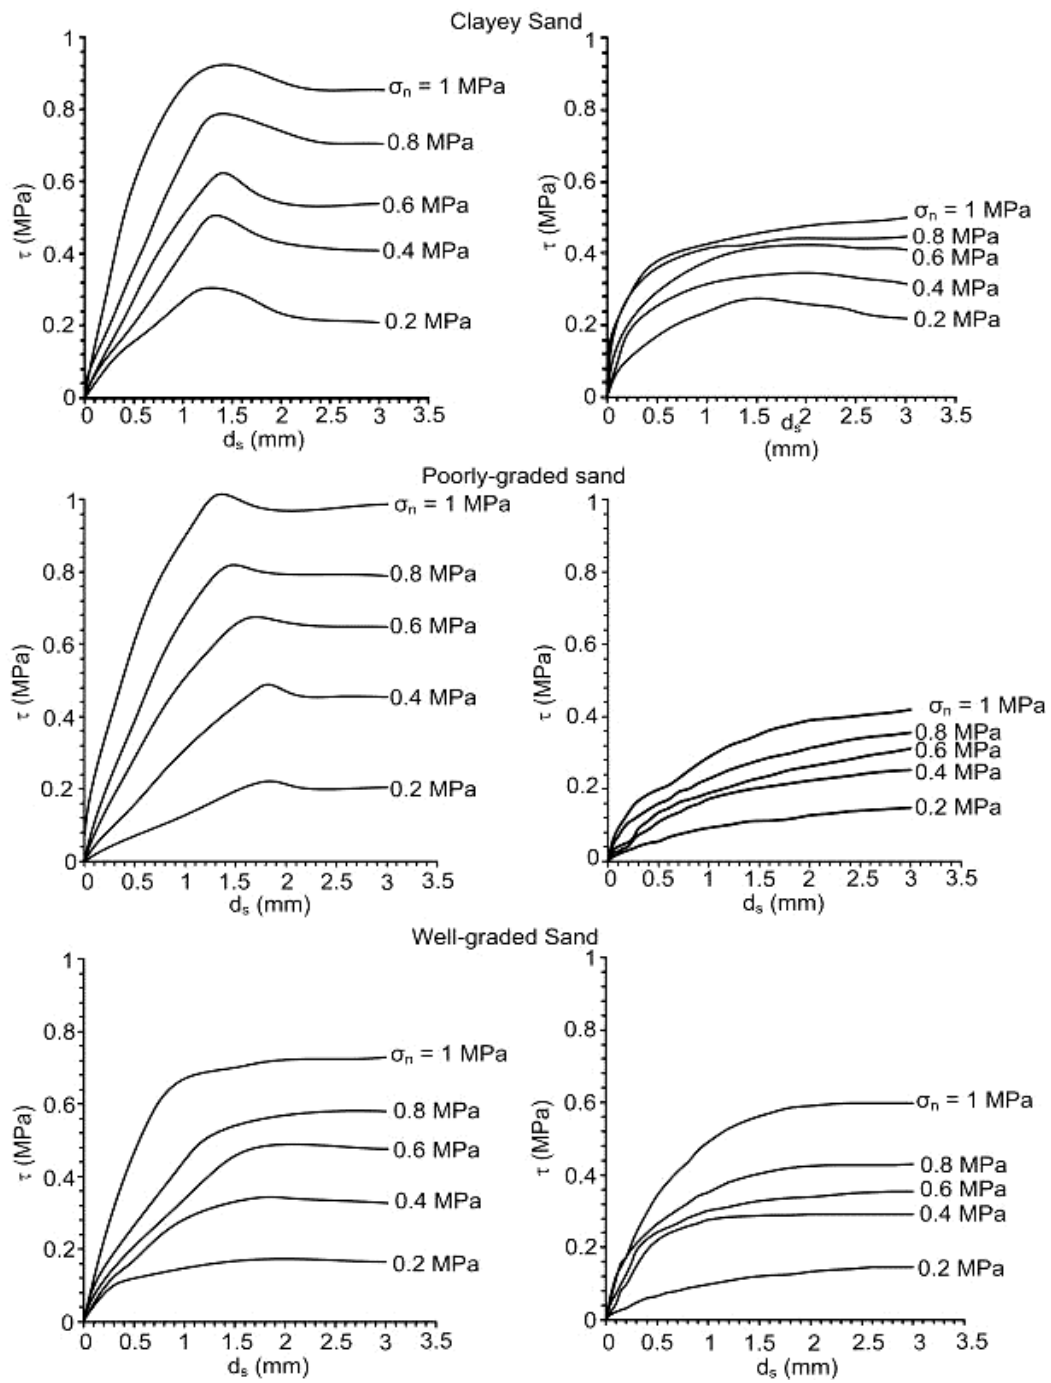 Clayey Sand
1
0.8
0.6
0.4
0.2
0
τ (MPa)
σn = 1 MPa
0.8 MPa
0.6 MPa
0.4 MPa
0.2 MPa
0 0.5 1 1.5 2 2.5 3 3.5
ds (mm)
1
0.8
0.6
0.4
0.2
0
τ (MPa)
σn = 1 MPa
0.8 MPa
0.6 MPa
0.4 MPa
0.2 MPa
0 0.5 1 1.5 2 2.5 3 3.5
ds
(mm)
Poorly-graded sand
1
0.8
0.6
0.4
0.2
0
τ (MPa)
σn = 1 MPa
0.8 MPa
0.6 MPa
0.4 MPa
0.2 MPa
0 0.5 1 1.5 2 2.5 3 3.5
ds (mm)
1
0.8
0.6
0.4
0.2
0
τ (MPa)
σn = 1 MPa
0.8 MPa
0.6 MPa
0.4 MPa
0.2 MPa
0 0.5 1 1.5 2 2.5 3 3.5
ds (mm)
Well-graded Sand
1
0.8
0.6
0.4
0.2
0
τ (MPa)
σn = 1 MPa
0.8 MPa
0.6 MPa
0.4 MPa
0.2 MPa
0 0.5 1 1.5 2 2.5 3 3.5
ds (mm)
1
0.8
0.6
0.4
0.2
0
τ (MPa)
σn = 1 MPa
0.8 MPa
0.6 MPa
0.4 MPa
0.2 MPa
0 0.5 1 1.5 2 2.5 3 3.5
ds (mm)